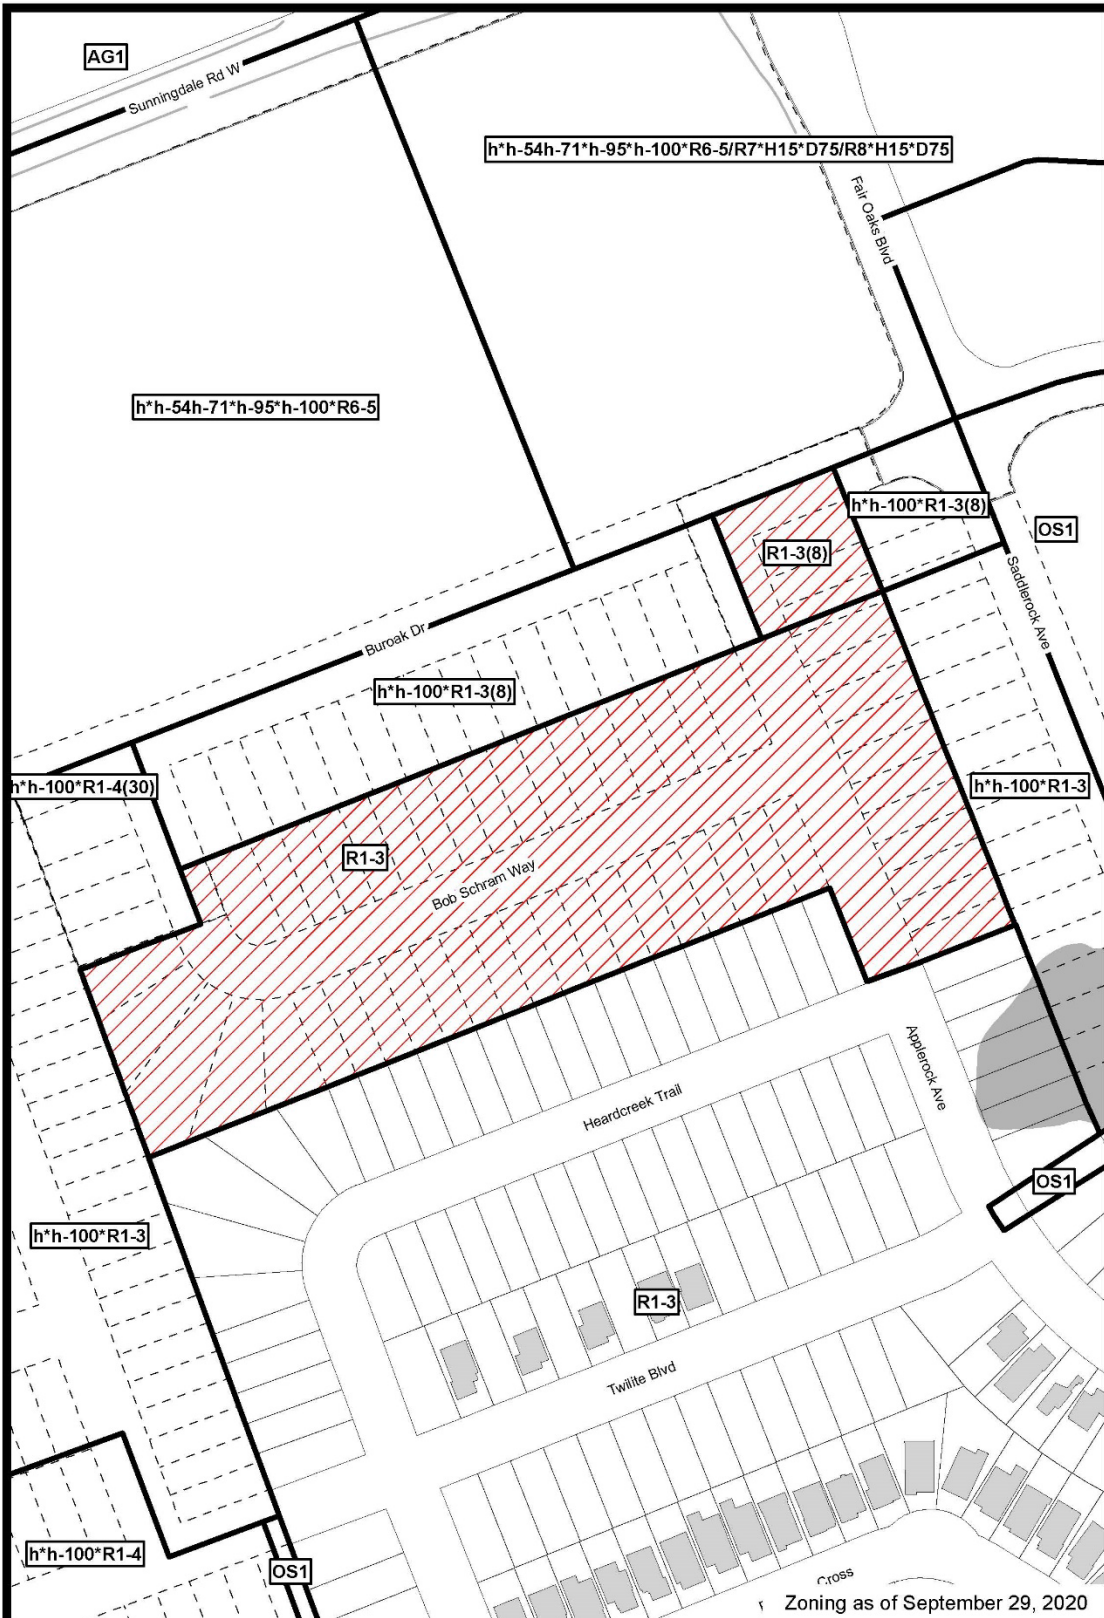 AG1
Sunningdale Rd W
h*h-54h-71*h-95*h-100*R6-5/R7*H15*D75/R8*H15*D75
Fair Oaks Blvd
h*h-54h-71*h-95*h-100*R6-5
h*h-100*R1-3(8)
OS1
R1-3(8)
Saddlerock Ave
Buroak Dr
h*h-100*R1-3(8)
h*h-100*R1-4(30)
h*h-100*R1-3
R1-3
Bob Schram Way
Applerock Ave
Heardcreek Trail
OS1
h*h-100*R1-3
R1-3
Twilite Blvd
h*h-100*R1-4
OS1
Cross
Zoning as of September 29, 2020